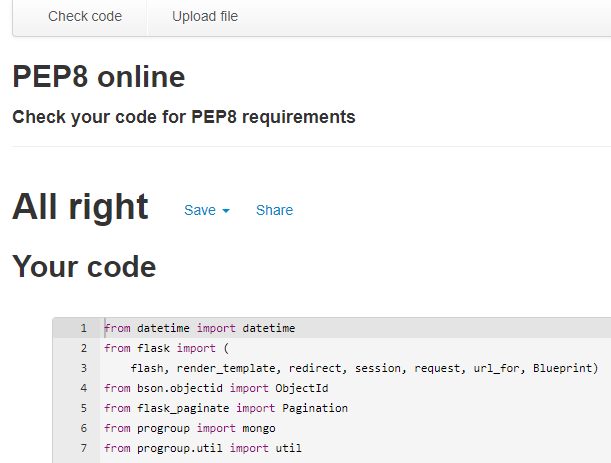 Check code Upload file
PEP8 online
Check your code for PEP8 requirements
All right Save Share
Your code
1 from datetime import datetime
2 from flask import (
3     flash, render_template, redirect, session, request, url_for, Blueprint)
4 from bson.objectid import ObjectId
5 from flask_paginate import Pagination
6 from progroup import mongo
7 from progroup.util import util